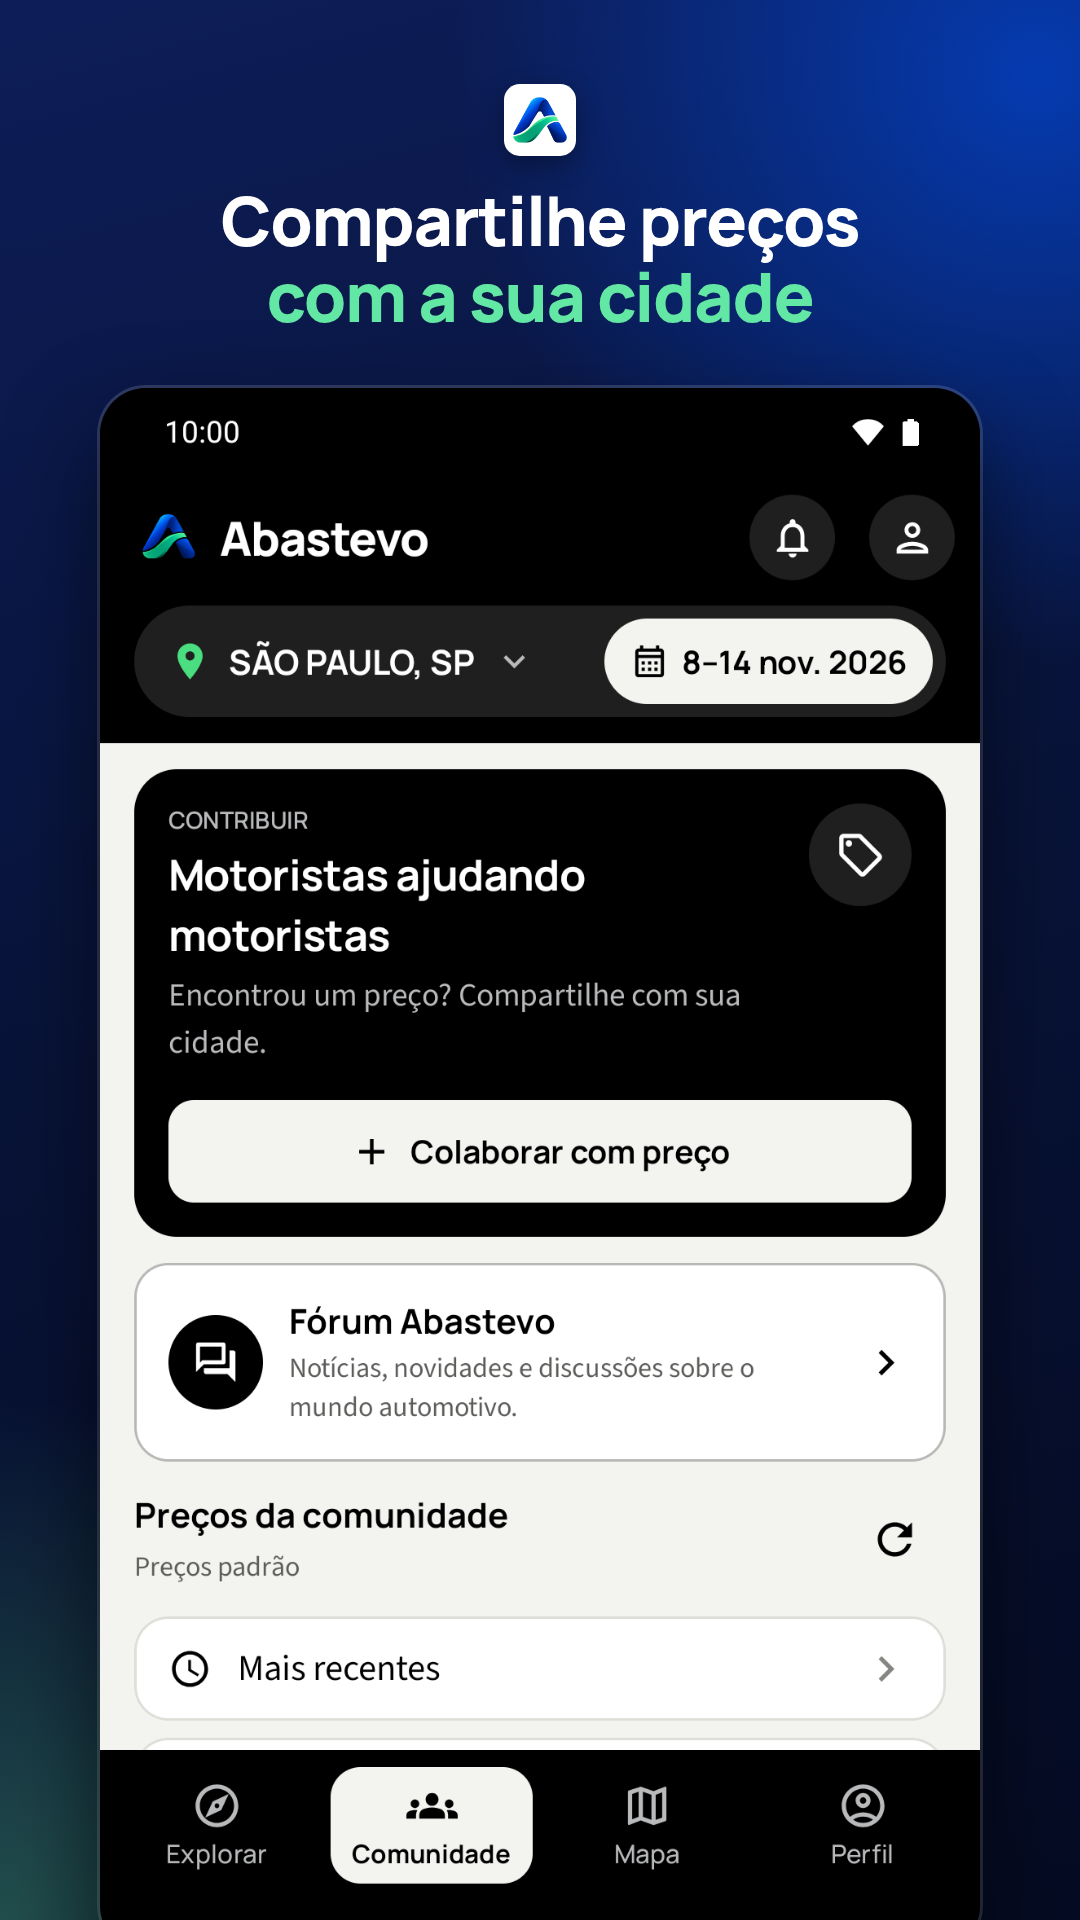 Compartilhe preços
com a sua cidade
10:00
Abastevo
SÃO PAULO, SP
8–14 nov. 2026
CONTRIBUIR
Motoristas ajudando
motoristas
Encontrou um preço? Compartilhe com sua
cidade.
+ Colaborar com preço
Fórum Abastevo
Notícias, novidades e discussões sobre o
mundo automotivo.
Preços da comunidade
Preços padrão
Mais recentes
Explorar
Comunidade
Mapa
Perfil